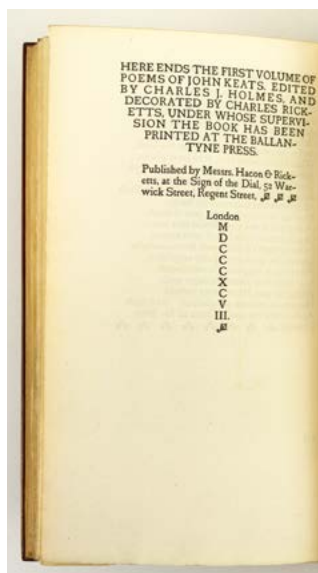 HERE ENDS THE FIRST VOLUME OF
POEMS OF JOHN KEATS, EDITED
BY CHARLES J. HOLMES, AND
DECORATED BY CHARLES RICK-
ETTS, UNDER WHOSE SUPERVI-
SION THE BOOK HAS BEEN
PRINTED AT THE BALLAN-
TYNE PRESS.
Published by Messrs. Hacon & Rick-
etts, at the Sign of the Dial, 52 War-
wick Street, Regent Street,
London
M
D
C
C
C
C
X
C
V
III.